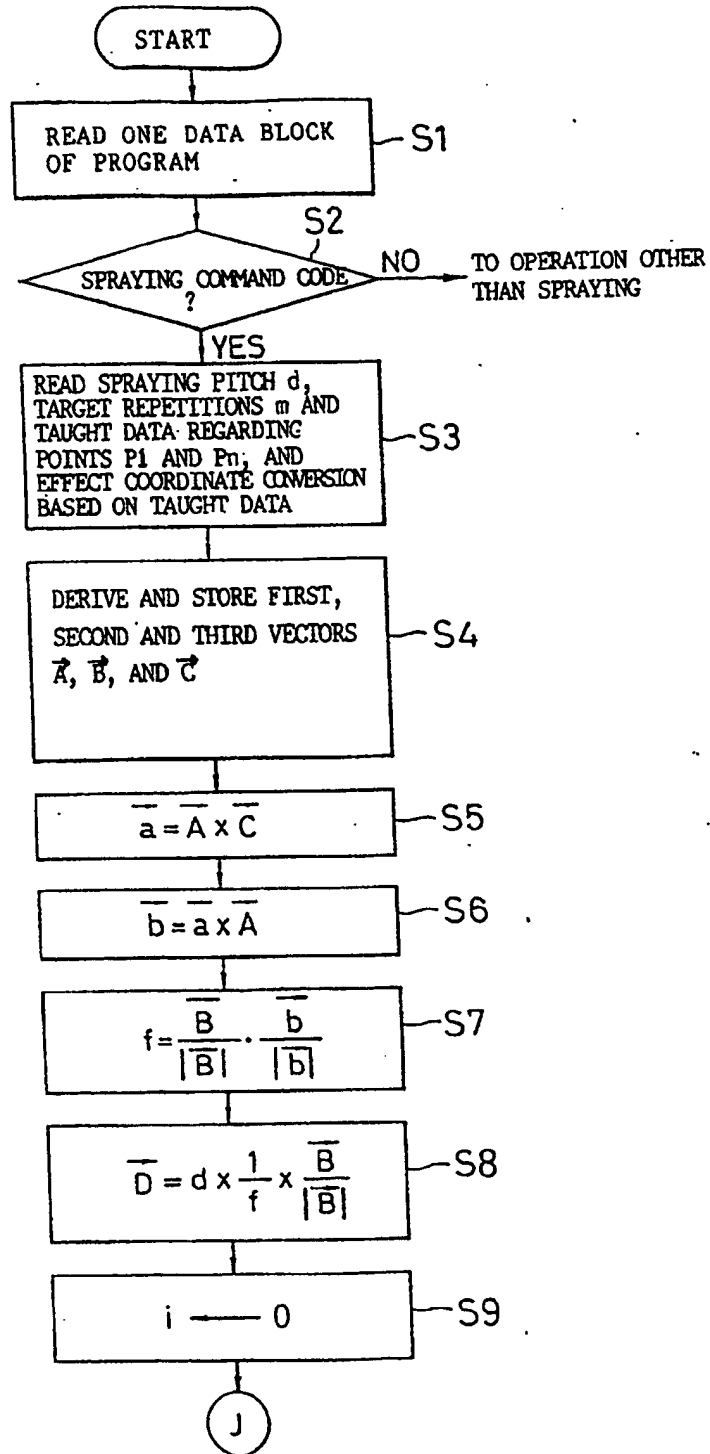 START
READ ONE DATA BLOCK
OF PROGRAM
S1
S2
SPRAYING COMMAND CODE
?
NO
TO OPERATION OTHER
THAN SPRAYING
YES
READ SPRAYING PITCH d,
TARGET REPETITIONS m AND
TAUGHT DATA REGARDING
POINTS P1 AND Pn; AND
EFFECT COORDINATE CONVERSION
BASED ON TAUGHT DATA
S3
DERIVE AND STORE FIRST,
SECOND AND THIRD VECTORS
A⃗, B⃗, AND C⃗
S4
a⃗ = A⃗ x C⃗
S5
b⃗ = a⃗ x A⃗
S6
f = B⃗/|B⃗| · b⃗/|b⃗|
S7
D⃗ = d x 1/f x B⃗/|B⃗|
S8
i ← 0
S9
J